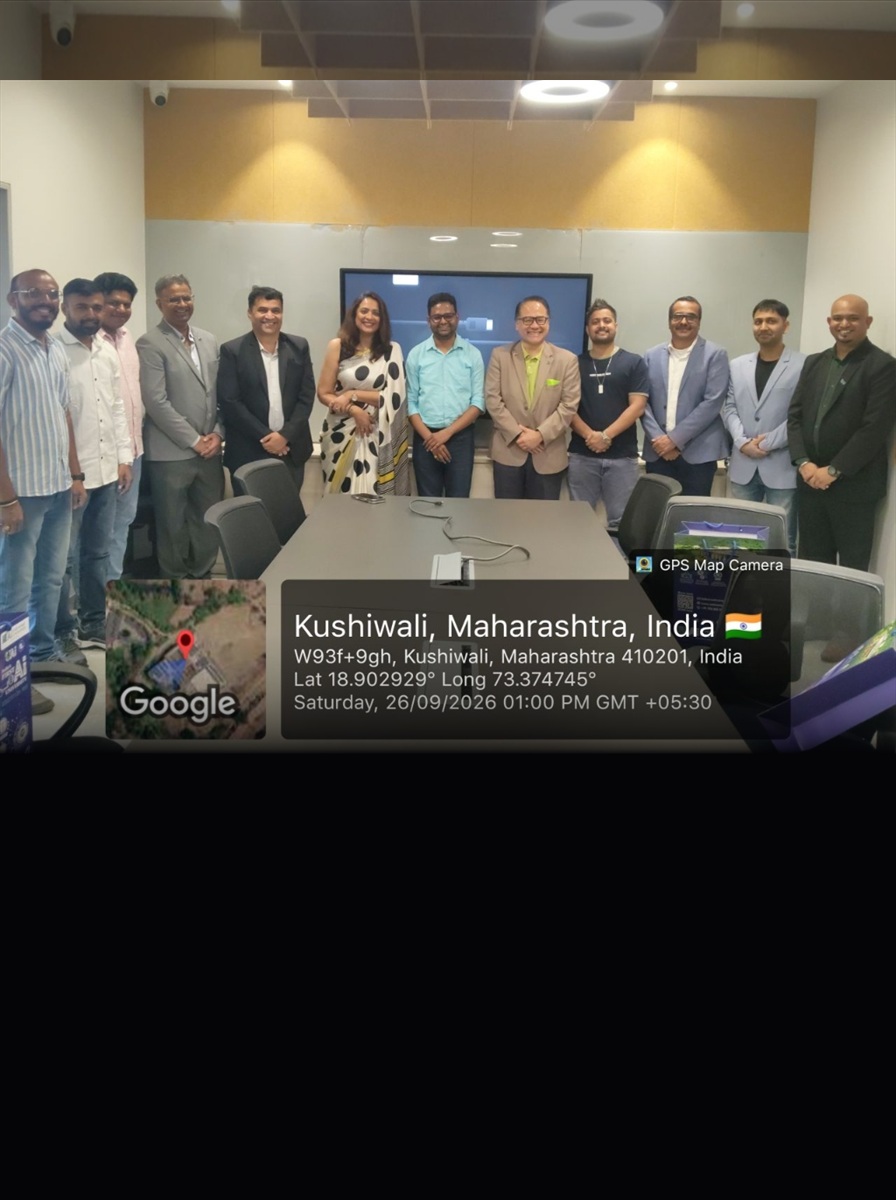 GPS Map Camera
Kushiwali, Maharashtra, India 🇮🇳
W93f+9gh, Kushiwali, Maharashtra 410201, India
Lat 18.902929° Long 73.374745°
Saturday, 26/09/2026 01:00 PM GMT +05:30
Google
Ai